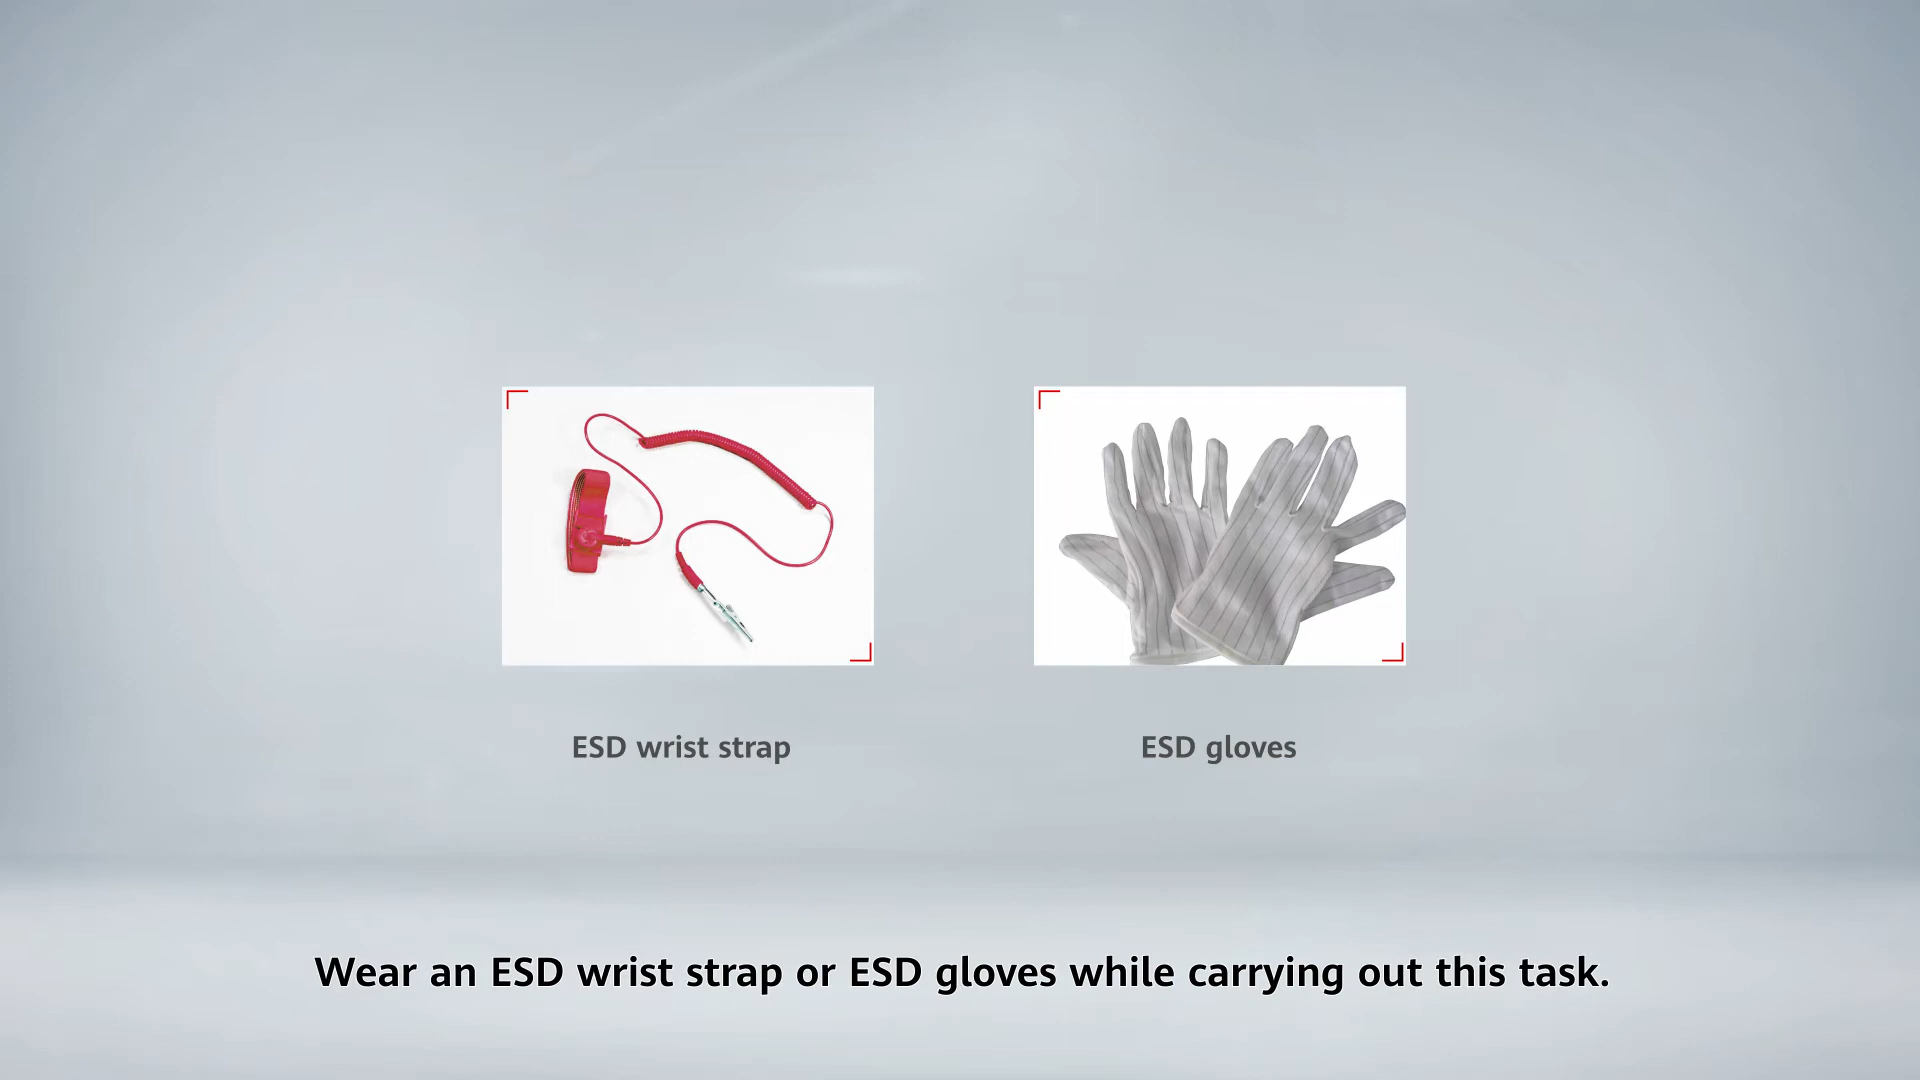 ESD wrist strap
ESD gloves
Wear an ESD wrist strap or ESD gloves while carrying out this task.